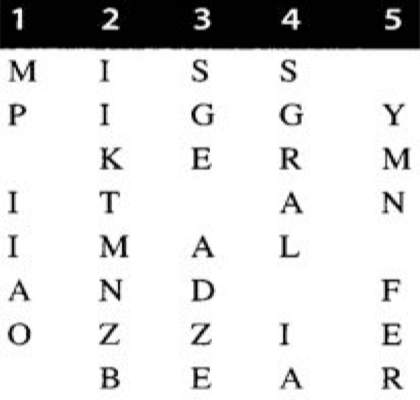 1 2 3 4 5
M I S S
P I G G Y
K E R M
I T A N
I M A L
A N D F
O Z Z I E
B E A R